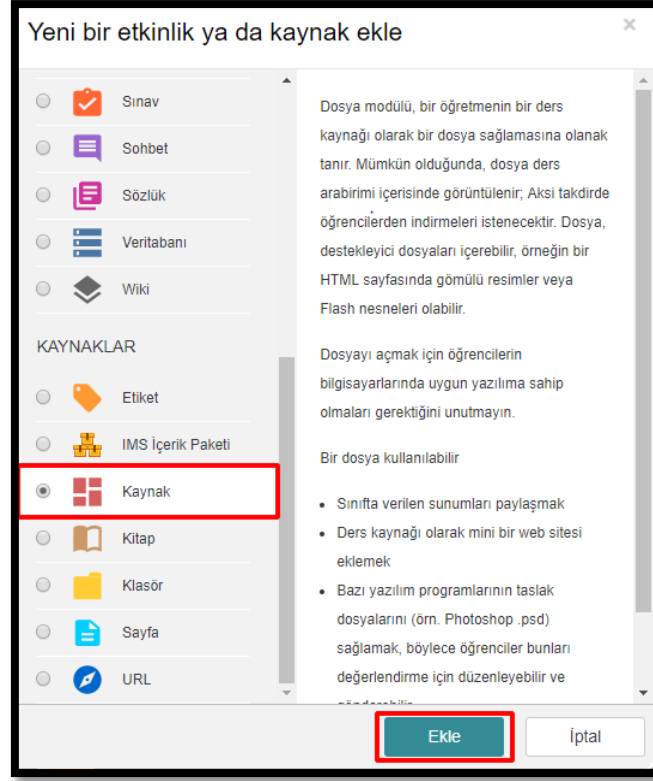 Yeni bir etkinlik ya da kaynak ekle
×
Sınav
Sohbet
Sözlük
Veritabanı
Wiki
KAYNAKLAR
Etiket
IMS İçerik Paketi
Kaynak
Kitap
Klasör
Sayfa
URL
Dosya modülü, bir öğretmenin bir ders
kaynağı olarak bir dosya sağlamasına olanak
tanır. Mümkün olduğunda, dosya ders
arabirimi içerisinde görüntülenir; Aksi takdirde
öğrencilerden indirmeleri istenecektir. Dosya,
destekleyici dosyaları içerebilir, örneğin bir
HTML sayfasında gömülü resimler veya
Flash nesneleri olabilir.
Dosyayı açmak için öğrencilerin
bilgisayarlarında uygun yazılıma sahip
olmaları gerektiğini unutmayın.
Bir dosya kullanılabilir
• Sınıfta verilen sunumları paylaşmak
• Ders kaynağı olarak mini bir web sitesi
eklemek
• Bazı yazılım programlarının taslak
dosyalarını (örn. Photoshop .psd)
sağlamak, böylece öğrenciler bunları
değerlendirme için düzenleyebilir ve
Ekle
İptal